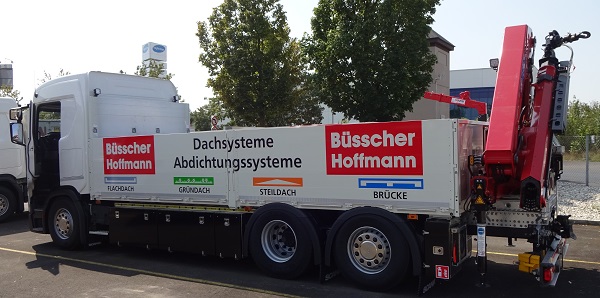 Büsscher
Hoffmann
Dachsysteme
Abdichtungssysteme
Büsscher
Hoffmann
FLACHDACH
GRÜNDACH
STEILDACH
BRÜCKE